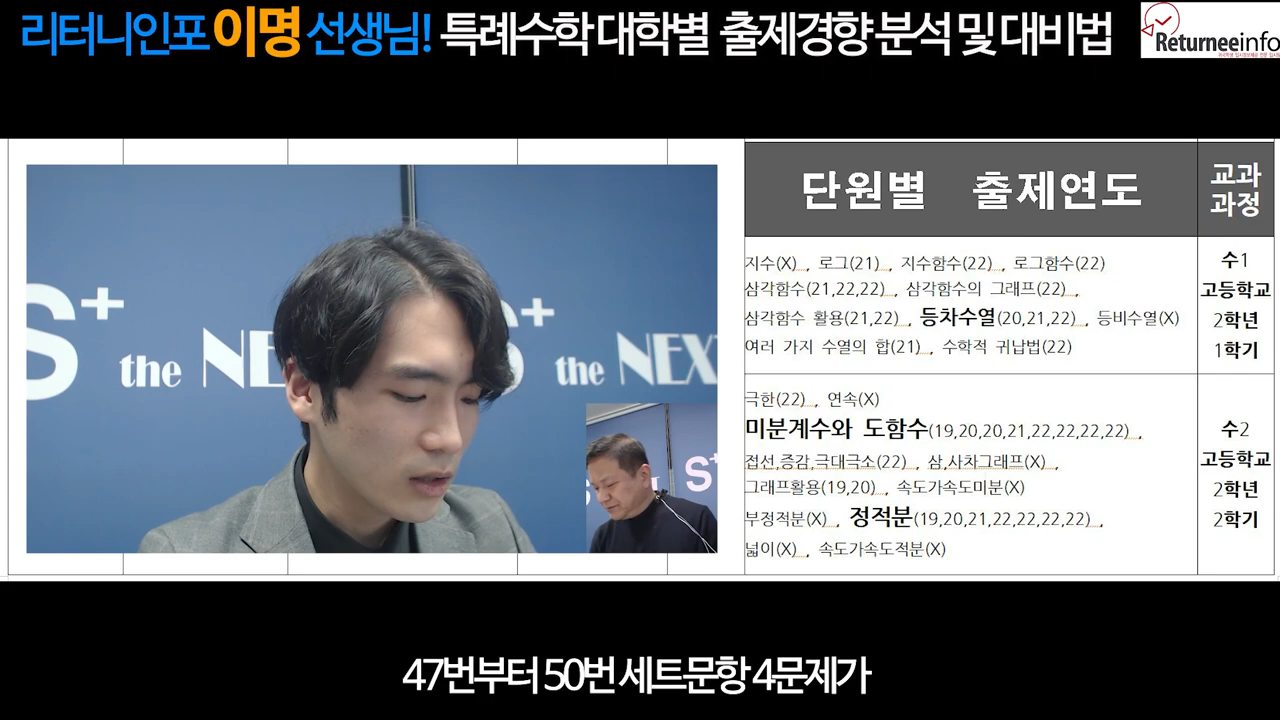 리터니인포 이명 선생님! 특례수학 대학별 출제경향 분석 및 대비법
Returneeinfo
단원별 출제연도
교과
과정
지수(X) , 로그(21) , 지수함수(22) , 로그함수(22)
삼각함수(21,22,22) , 삼각함수의 그래프(22) ,
삼각함수 활용(21,22) , 등차수열(20,21,22) , 등비수열(X)
여러 가지 수열의 합(21) , 수학적 귀납법(22)
수1
고등학교
2학년
1학기
극한(22) , 연속(X)
미분계수와 도함수(19,20,20,21,22,22,22,22) ,
접선,증감,극대극소(22) , 삼,사차그래프(X) ,
그래프활용(19,20) , 속도가속도미분(X)
부정적분(X) , 정적분(19,20,21,22,22,22,22) ,
넓이(X) , 속도가속도적분(X)
수2
고등학교
2학년
2학기
S+
the NE
S+
the NEXT
S+
47번부터 50번 세트문항 4문제가